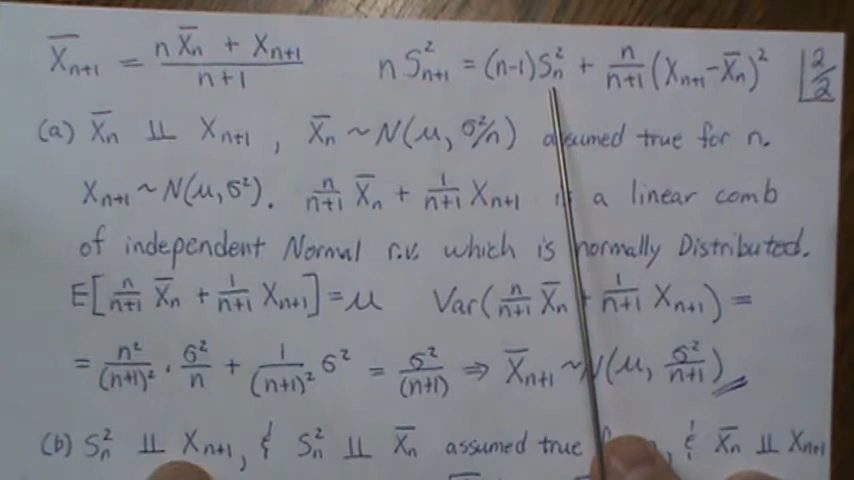 X̄ₙ₊₁ = (n X̄ₙ + Xₙ₊₁)/(n+1)   n S²ₙ₊₁ = (n-1)S²ₙ + n/(n+1) (Xₙ₊₁ - X̄ₙ)²   2/2
(a) X̄ₙ ⫫ Xₙ₊₁ , X̄ₙ ~ N(μ, σ²/n) assumed true for n.
Xₙ₊₁ ~ N(μ, σ²). n/(n+1) X̄ₙ + 1/(n+1) Xₙ₊₁ is a linear comb
of independent Normal r.v. which is normally Distributed.
E[n/(n+1) X̄ₙ + 1/(n+1) Xₙ₊₁] = μ   Var(n/(n+1) X̄ₙ + 1/(n+1) Xₙ₊₁) =
= n²/(n+1)² · σ²/n + 1/(n+1)² σ² = σ²/(n+1) ⇒ X̄ₙ₊₁ ~ N(μ, σ²/(n+1))
(b) S²ₙ ⫫ Xₙ₊₁, & S²ₙ ⫫ X̄ₙ assumed true , & X̄ₙ ⫫ Xₙ₊₁